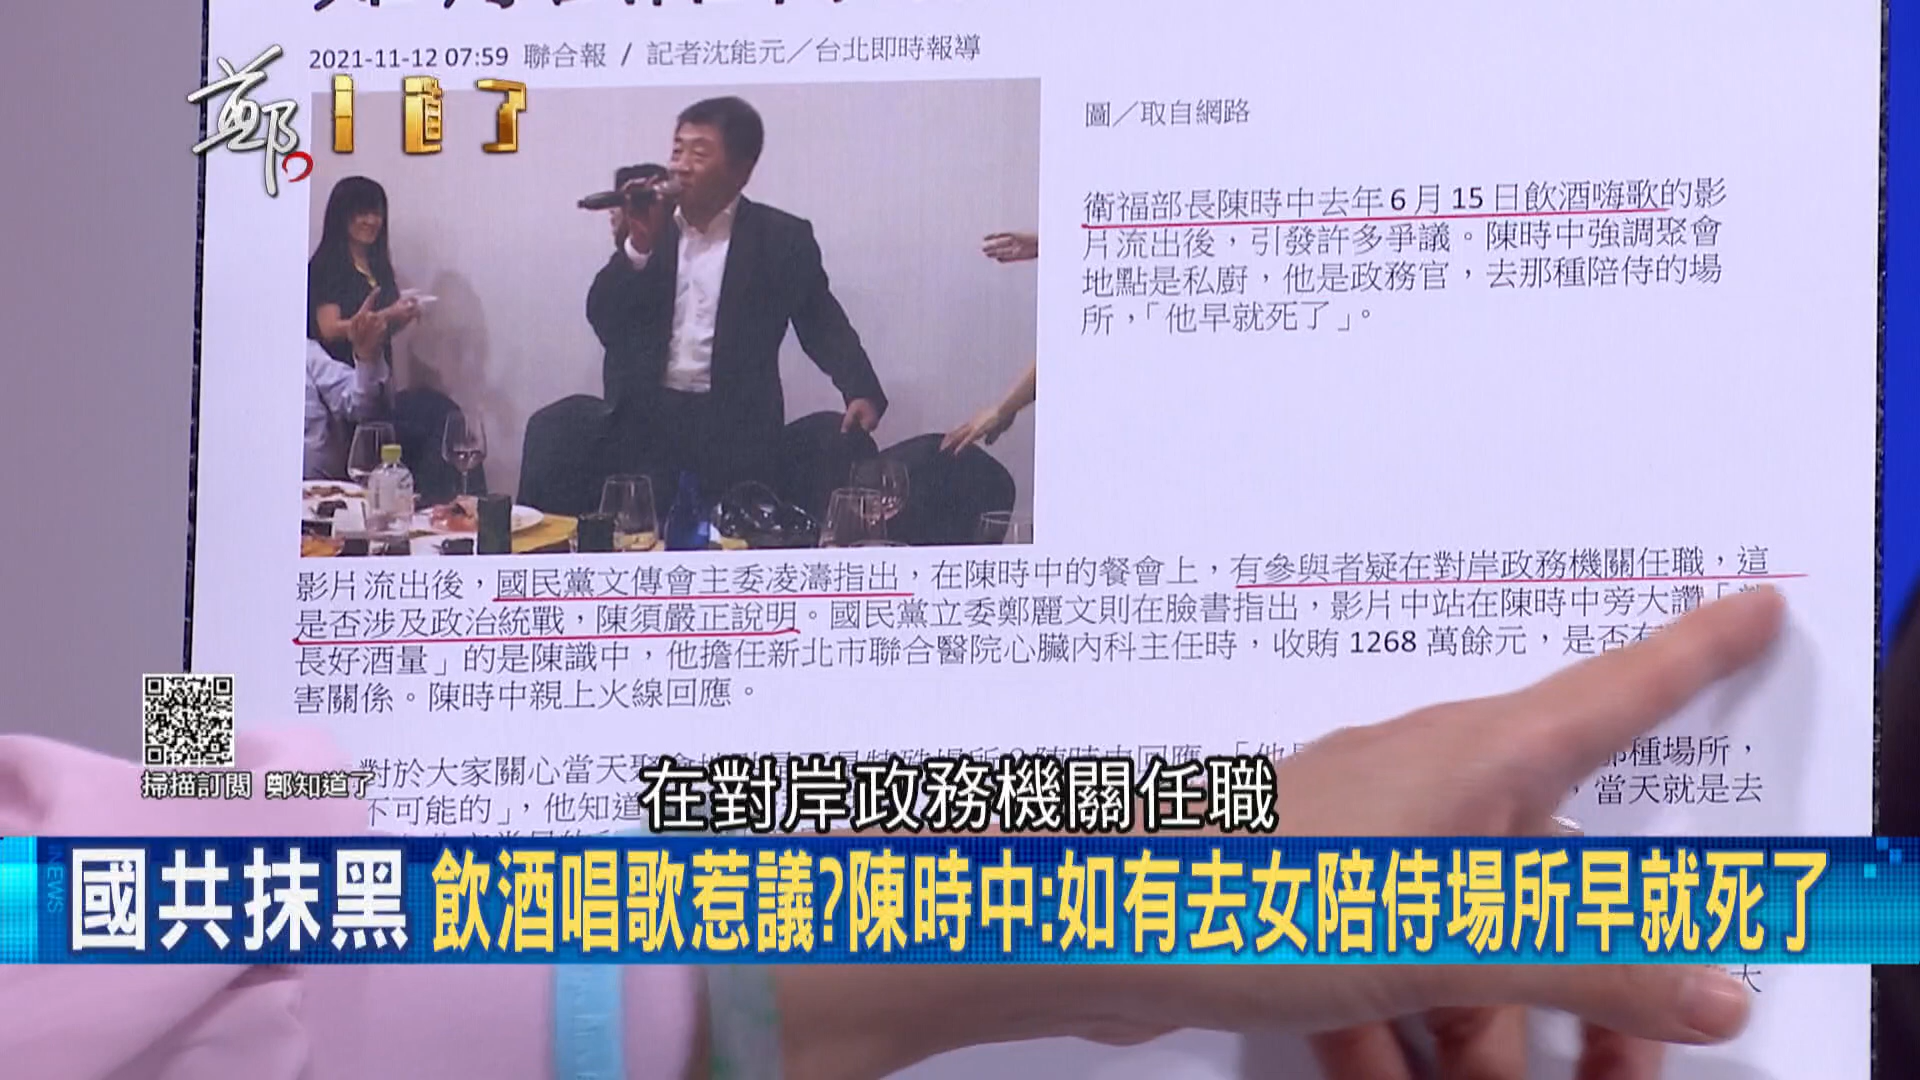 2021-11-12 07:59 聯合報 / 記者沈能元／台北即時報導
鄭知道了
圖／取自網路
衛福部長陳時中去年6月15日飲酒嗨歌的影
片流出後，引發許多爭議。陳時中強調聚會
地點是私廚，他是政務官，去那種陪侍的場
所，「他早就死了」。
影片流出後，國民黨文傳會主委凌濤指出，在陳時中的餐會上，有參與者疑在對岸政務機關任職，這
是否涉及政治統戰，陳須嚴正說明。國民黨立委鄭麗文則在臉書指出，影片中站在陳時中旁大讚「
長好酒量」的是陳識中，他擔任新北市聯合醫院心臟內科主任時，收賄1268萬餘元，是否有
害關係。陳時中親上火線回應。
對於大家關心當天聚會
那種場所，
不可能的」，他知道
，當天就是去
掃描訂閱 鄭知道了
在對岸政務機關任職
NEWS
國共抹黑 飲酒唱歌惹議?陳時中:如有去女陪侍場所早就死了
大